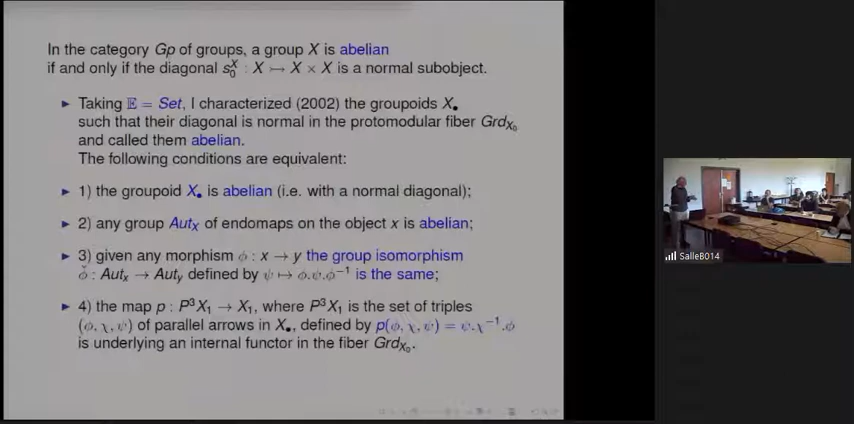 In the category Gp of groups, a group X is abelian
if and only if the diagonal s₀ˣ : X ↣ X × X is a normal subobject.
► Taking 𝔼 = Set, I characterized (2002) the groupoids X•
such that their diagonal is normal in the protomodular fiber Grd_X₀
and called them abelian.
The following conditions are equivalent:
► 1) the groupoid X• is abelian (i.e. with a normal diagonal);
► 2) any group Autₓ of endomaps on the object x is abelian;
► 3) given any morphism φ : x → y the group isomorphism
φ̌ : Autₓ → Aut_y defined by ψ ↦ φ.ψ.φ⁻¹ is the same;
► 4) the map p : P³X₁ → X₁, where P³X₁ is the set of triples
(φ, χ, ψ) of parallel arrows in X•, defined by p(φ, χ, ψ) = ψ.χ⁻¹.φ
is underlying an internal functor in the fiber Grd_X₀.
SalleB014